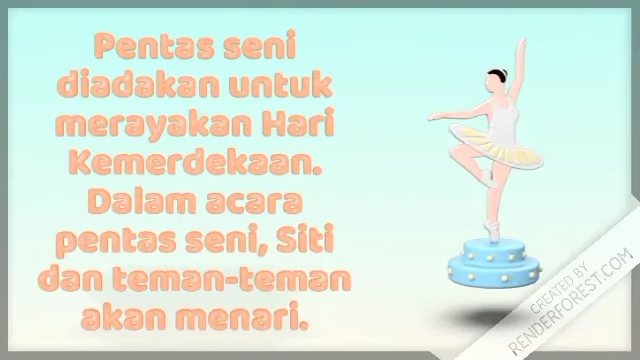 Pentas seni
diadakan untuk
merayakan Hari
Kemerdekaan.
Dalam acara
pentas seni, Siti
dan teman-teman
akan menari.
CREATED BY
RENDERFOREST.COM